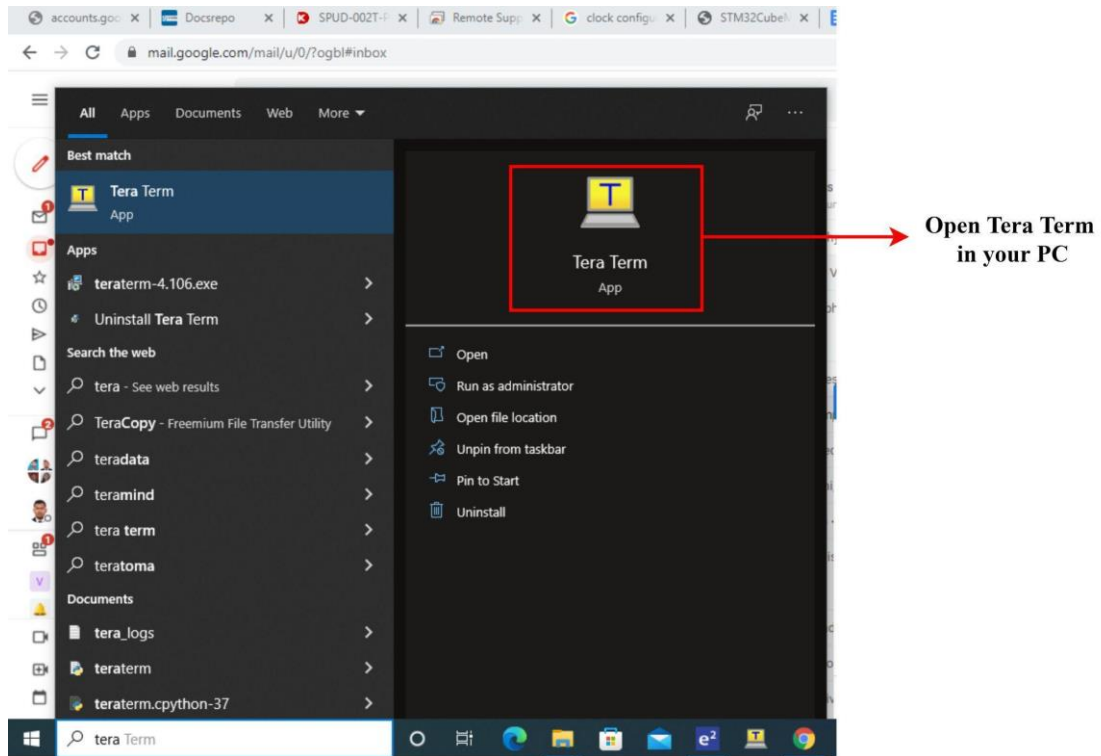 accounts.goo
Docsrepo
SPUD-002T-P
Remote Supp
clock configu
STM32CubeM
mail.google.com/mail/u/0/?ogbl#inbox
All Apps Documents Web More
Best match
Tera Term
App
Apps
teraterm-4.106.exe
Uninstall Tera Term
Search the web
tera - See web results
TeraCopy - Freemium File Transfer Utility
teradata
teramind
tera term
teratoma
Documents
tera_logs
teraterm
teraterm.cpython-37
tera Term
T
Tera Term
App
Open
Run as administrator
Open file location
Unpin from taskbar
Pin to Start
Uninstall
e²
Open Tera Term
in your PC